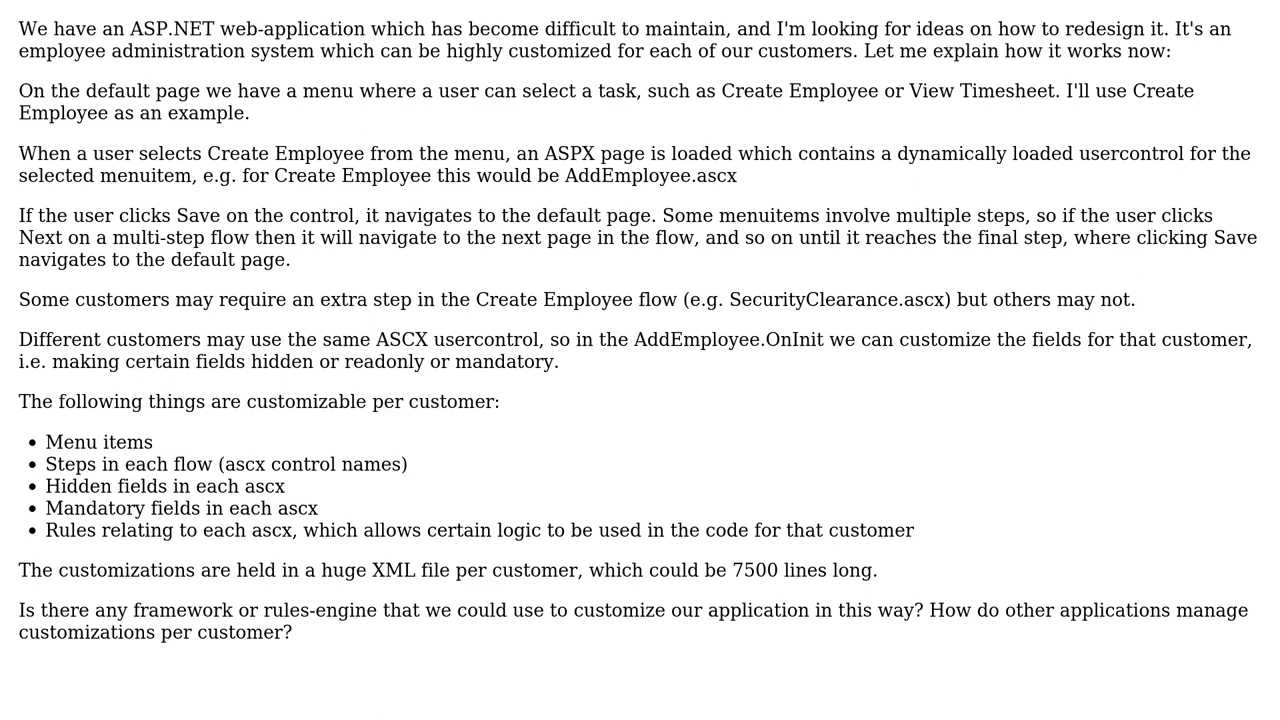 We have an ASP.NET web-application which has become difficult to maintain, and I'm looking for ideas on how to redesign it. It's an
employee administration system which can be highly customized for each of our customers. Let me explain how it works now:
On the default page we have a menu where a user can select a task, such as Create Employee or View Timesheet. I'll use Create
Employee as an example.
When a user selects Create Employee from the menu, an ASPX page is loaded which contains a dynamically loaded usercontrol for the
selected menuitem, e.g. for Create Employee this would be AddEmployee.ascx
If the user clicks Save on the control, it navigates to the default page. Some menuitems involve multiple steps, so if the user clicks
Next on a multi-step flow then it will navigate to the next page in the flow, and so on until it reaches the final step, where clicking Save
navigates to the default page.
Some customers may require an extra step in the Create Employee flow (e.g. SecurityClearance.ascx) but others may not.
Different customers may use the same ASCX usercontrol, so in the AddEmployee.OnInit we can customize the fields for that customer,
i.e. making certain fields hidden or readonly or mandatory.
The following things are customizable per customer:
• Menu items
• Steps in each flow (ascx control names)
• Hidden fields in each ascx
• Mandatory fields in each ascx
• Rules relating to each ascx, which allows certain logic to be used in the code for that customer
The customizations are held in a huge XML file per customer, which could be 7500 lines long.
Is there any framework or rules-engine that we could use to customize our application in this way? How do other applications manage
customizations per customer?